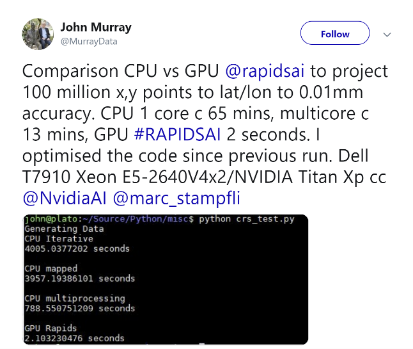 John Murray
@MurrayData
Follow
Comparison CPU vs GPU @rapidsai to project
100 million x,y points to lat/lon to 0.01mm
accuracy. CPU 1 core c 65 mins, multicore c
13 mins, GPU #RAPIDSAI 2 seconds. I
optimised the code since previous run. Dell
T7910 Xeon E5-2640V4x2/NVIDIA Titan Xp cc
@NvidiaAI @marc_stampfli
john@plato:~/Source/Python/misc$ python crs_test.py
Generating Data
CPU Iterative
4005.0377202 seconds
CPU mapped
3957.19386101 seconds
CPU multiprocessing
788.550751209 seconds
GPU Rapids
2.103230476 seconds